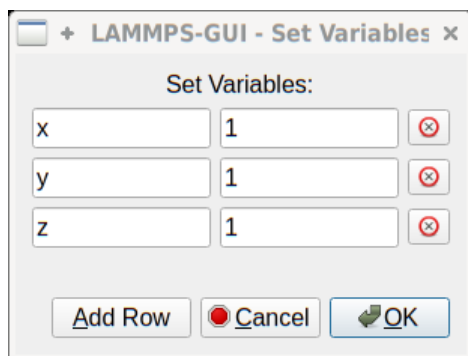 LAMMPS-GUI - Set Variables
Set Variables:
x 1
y 1
z 1
Add Row Cancel OK